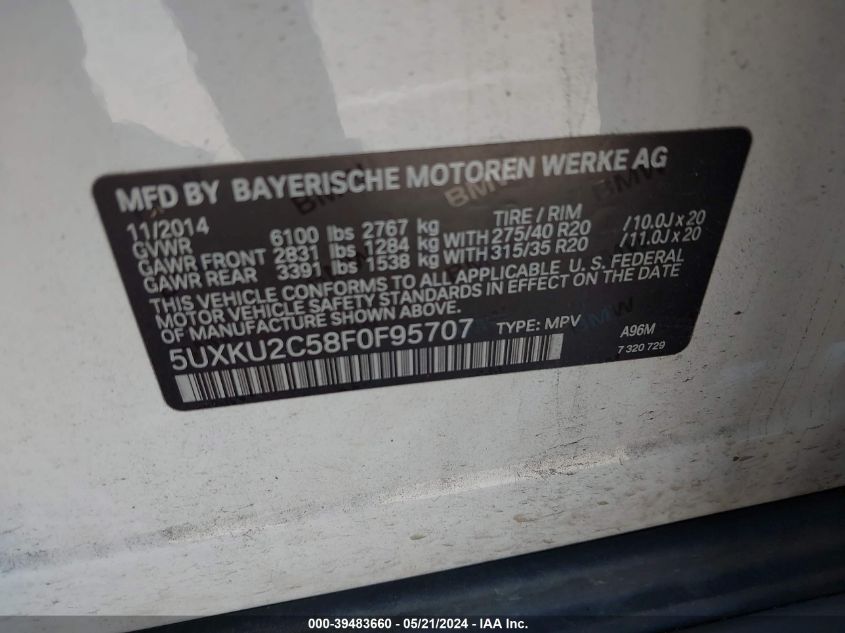 MFD BY BAYERISCHE MOTOREN WERKE AG
11/2014 TIRE / RIM
GVWR 6100 lbs 2767 kg
GAWR FRONT 2831 lbs 1284 kg WITH 275/40 R20 /10.0J x 20
GAWR REAR 3391 lbs 1538 kg WITH 315/35 R20 /11.0J x 20
THIS VEHICLE CONFORMS TO ALL APPLICABLE U. S. FEDERAL
MOTOR VEHICLE SAFETY STANDARDS IN EFFECT ON THE DATE
OF MANUFACTURE SHOWN ABOVE.
5UXKU2C58F0F95707 TYPE: MPV A96M
7 320 729
000-39483660 / 05/21/2024 - IAA Inc.